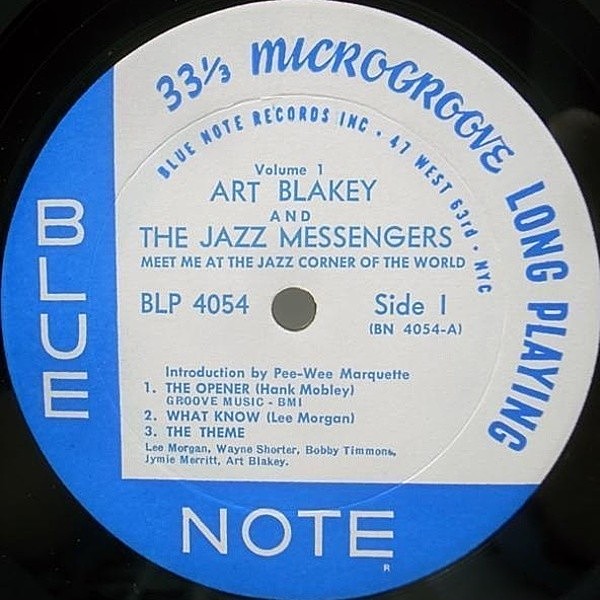 33⅓ MICROGROOVE LONG PLAYING
BLUE NOTE RECORDS INC • 47 WEST 63rd • NYC
Volume 1
ART BLAKEY
AND
THE JAZZ MESSENGERS
MEET ME AT THE JAZZ CORNER OF THE WORLD
BLP 4054
Side 1
(BN 4054-A)
Introduction by Pee-Wee Marquette
1. THE OPENER (Hank Mobley)
GROOVE MUSIC - BMI
2. WHAT KNOW (Lee Morgan)
3. THE THEME
Lee Morgan, Wayne Shorter, Bobby Timmons,
Jymie Merritt, Art Blakey.
BLUE
NOTE
R